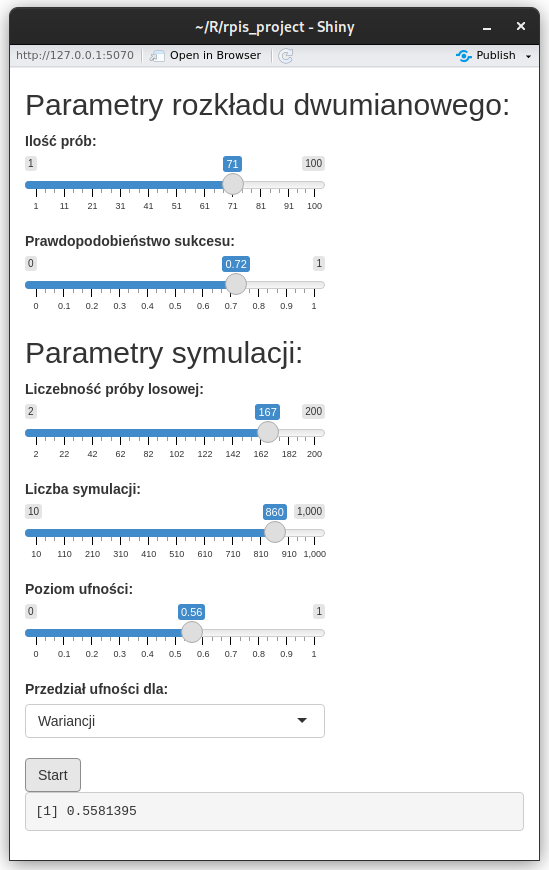 ~/R/rpis_project - Shiny
http://127.0.0.1:5070 Open in Browser Publish
Parametry rozkładu dwumianowego:
Ilość prób:
1 71 100
1 11 21 31 41 51 61 71 81 91 100
Prawdopodobieństwo sukcesu:
0 0.72 1
0 0.1 0.2 0.3 0.4 0.5 0.6 0.7 0.8 0.9 1
Parametry symulacji:
Liczebność próby losowej:
2 167 200
2 22 42 62 82 102 122 142 162 182 200
Liczba symulacji:
10 860 1,000
10 110 210 310 410 510 610 710 810 910 1,000
Poziom ufności:
0 0.56 1
0 0.1 0.2 0.3 0.4 0.5 0.6 0.7 0.8 0.9 1
Przedział ufności dla:
Wariancji
Start
[1] 0.5581395